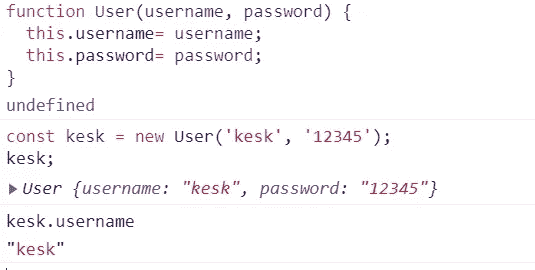 function User(username, password) {
  this.username= username;
  this.password= password;
}
undefined
const kesk = new User('kesk', '12345');
kesk;
▶User {username: "kesk", password: "12345"}
kesk.username
"kesk"